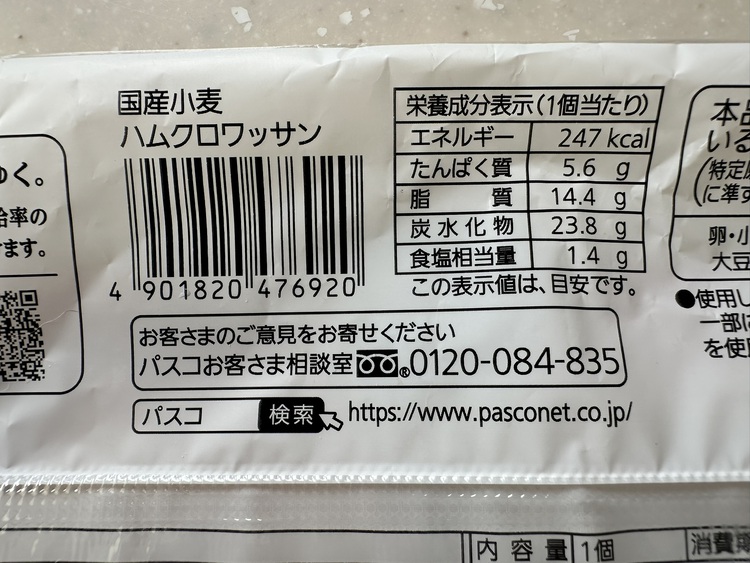 国産小麦
ハムクロワッサン
4 901820 476920
栄養成分表示(1個当たり)
エネルギー 247 kcal
たんぱく質 5.6 g
脂質 14.4 g
炭水化物 23.8 g
食塩相当量 1.4 g
この表示値は、目安です。
お客さまのご意見をお寄せください
パスコお客さま相談室 ®0120-084-835
パスコ 検索 https://www.pasconet.co.jp/
ゆく。
給率の
けます。
本品
いる
(特定原
に準ず
卵・小
大豆
●使用し
一部に
を使用
内容量 1個 消費期